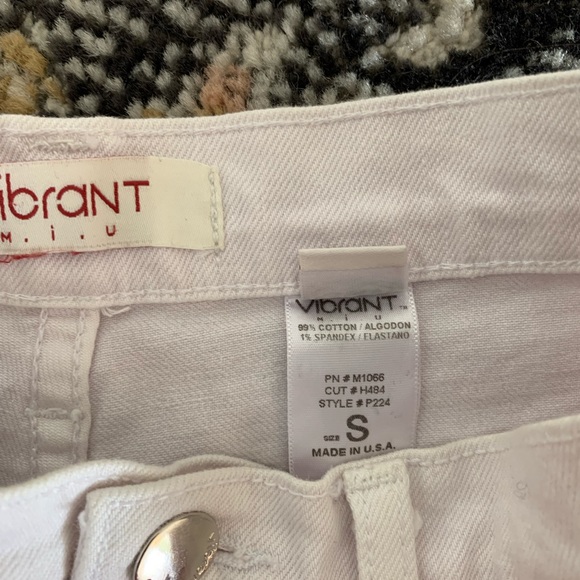 vibrant
M.i.U
VibrANT
M.i.U
99% COTTON / ALGODON
1% SPANDEX / ELASTANO
PN # M1066
CUT # H484
STYLE # P224
SIZE S
MADE IN U.S.A.